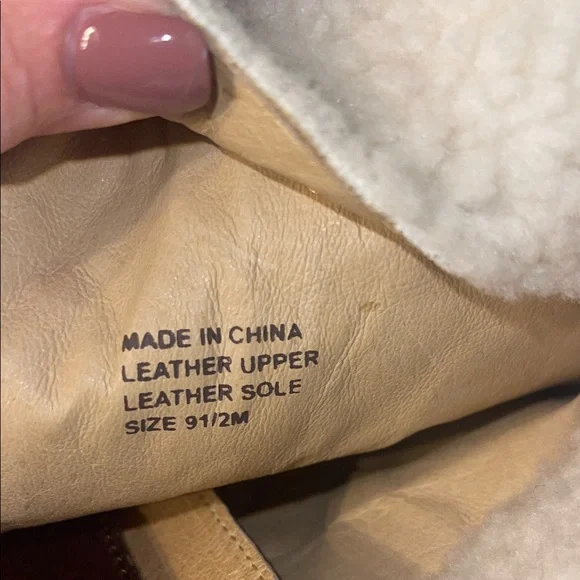 MADE IN CHINA
LEATHER UPPER
LEATHER SOLE
SIZE 91/2M